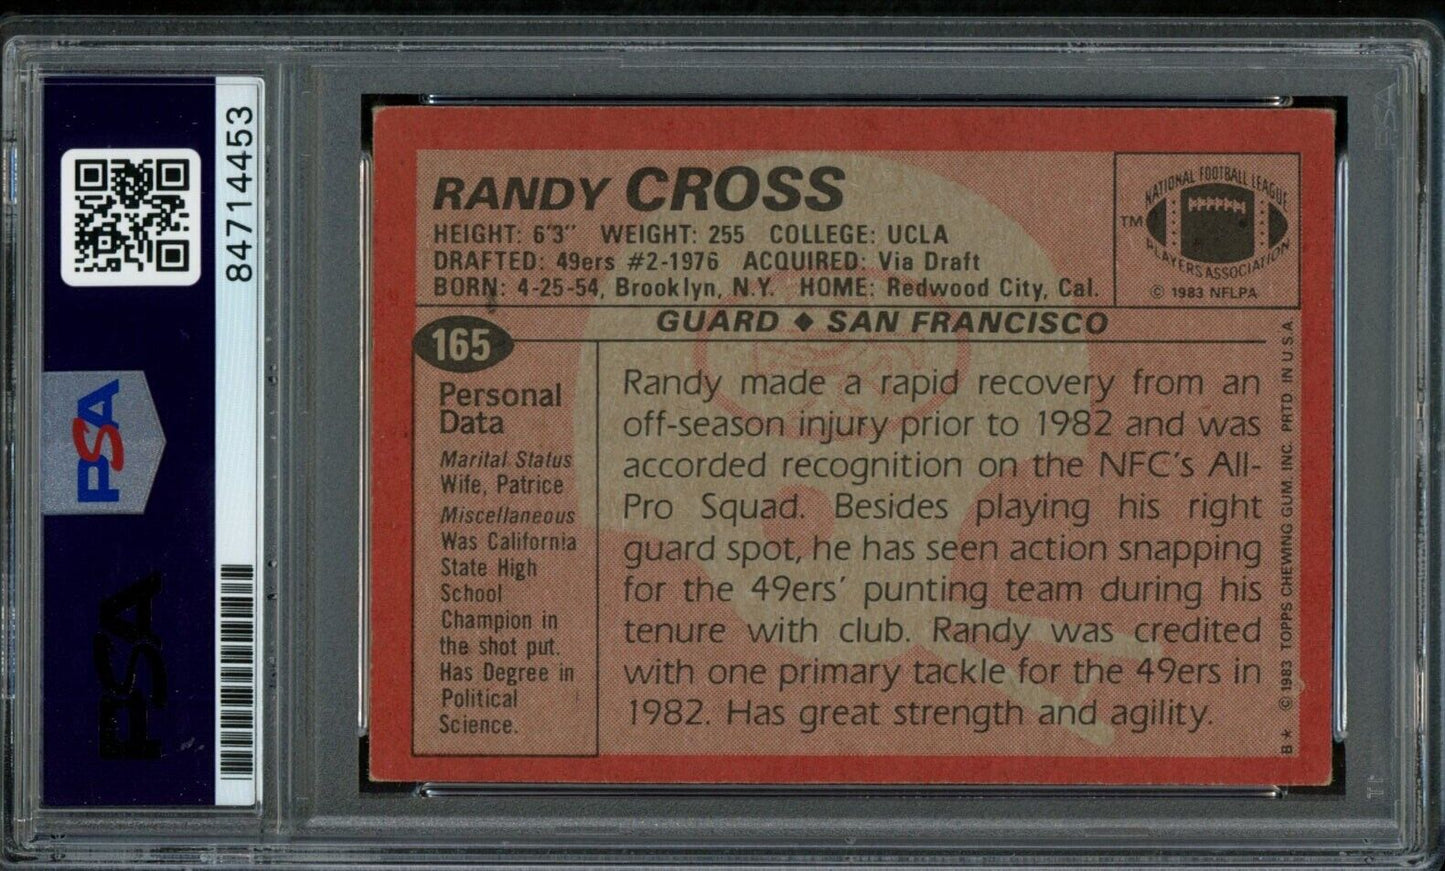 84714453
PSA
PSA
RANDY CROSS
HEIGHT: 6'3" WEIGHT: 255 COLLEGE: UCLA
DRAFTED: 49ers #2-1976 ACQUIRED: Via Draft
BORN: 4-25-54, Brooklyn, N.Y. HOME: Redwood City, Cal.
NATIONAL FOOTBALL LEAGUE
TM
PLAYERS ASSOCIATION
© 1983 NFLPA
GUARD ♦ SAN FRANCISCO
165
Personal
Data
Marital Status
Wife, Patrice
Miscellaneous
Was California
State High
School
Champion in
the shot put.
Has Degree in
Political
Science.
Randy made a rapid recovery from an
off-season injury prior to 1982 and was
accorded recognition on the NFC's All-
Pro Squad. Besides playing his right
guard spot, he has seen action snapping
for the 49ers' punting team during his
tenure with club. Randy was credited
with one primary tackle for the 49ers in
1982. Has great strength and agility.
B* © 1983 TOPPS CHEWING GUM. INC. PRTD IN U S A
PSA